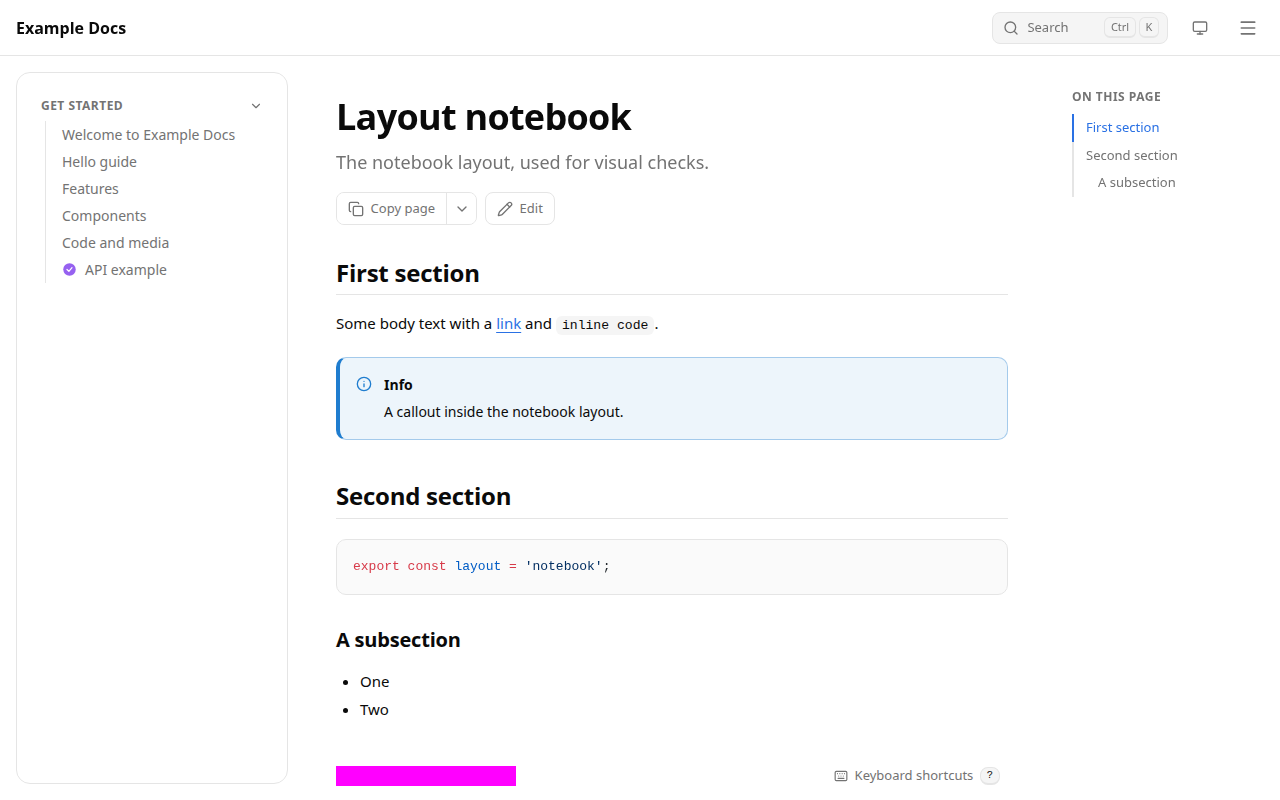 Example Docs
Search Ctrl K
GET STARTED
Welcome to Example Docs
Hello guide
Features
Components
Code and media
API example
Layout notebook
The notebook layout, used for visual checks.
Copy page
Edit
First section
Some body text with a link and inline code.
Info
A callout inside the notebook layout.
Second section
export const layout = 'notebook';
A subsection
One
Two
Keyboard shortcuts ?
ON THIS PAGE
First section
Second section
A subsection